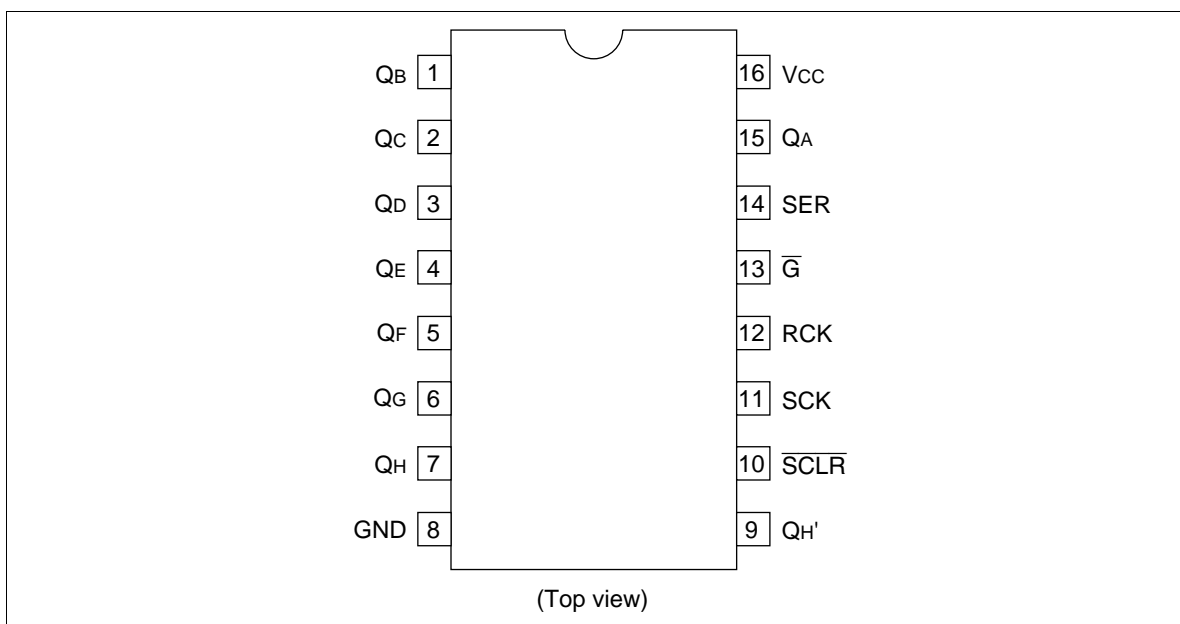 QB 1 16 VCC
QC 2 15 QA
QD 3 14 SER
QE 4 13 G̅
QF 5 12 RCK
QG 6 11 SCK
QH 7 10 S̅C̅L̅R̅
GND 8 9 QH'
(Top view)